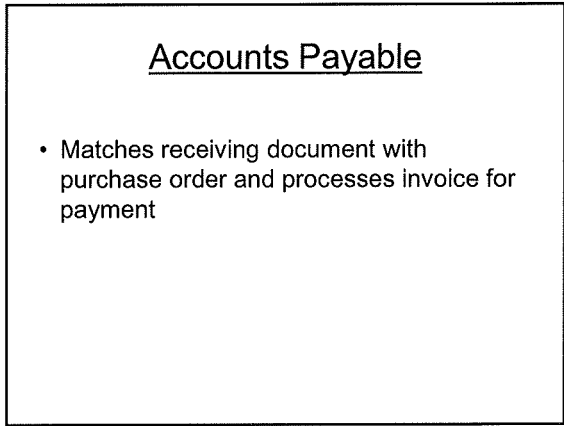 Accounts Payable
• Matches receiving document with
purchase order and processes invoice for
payment